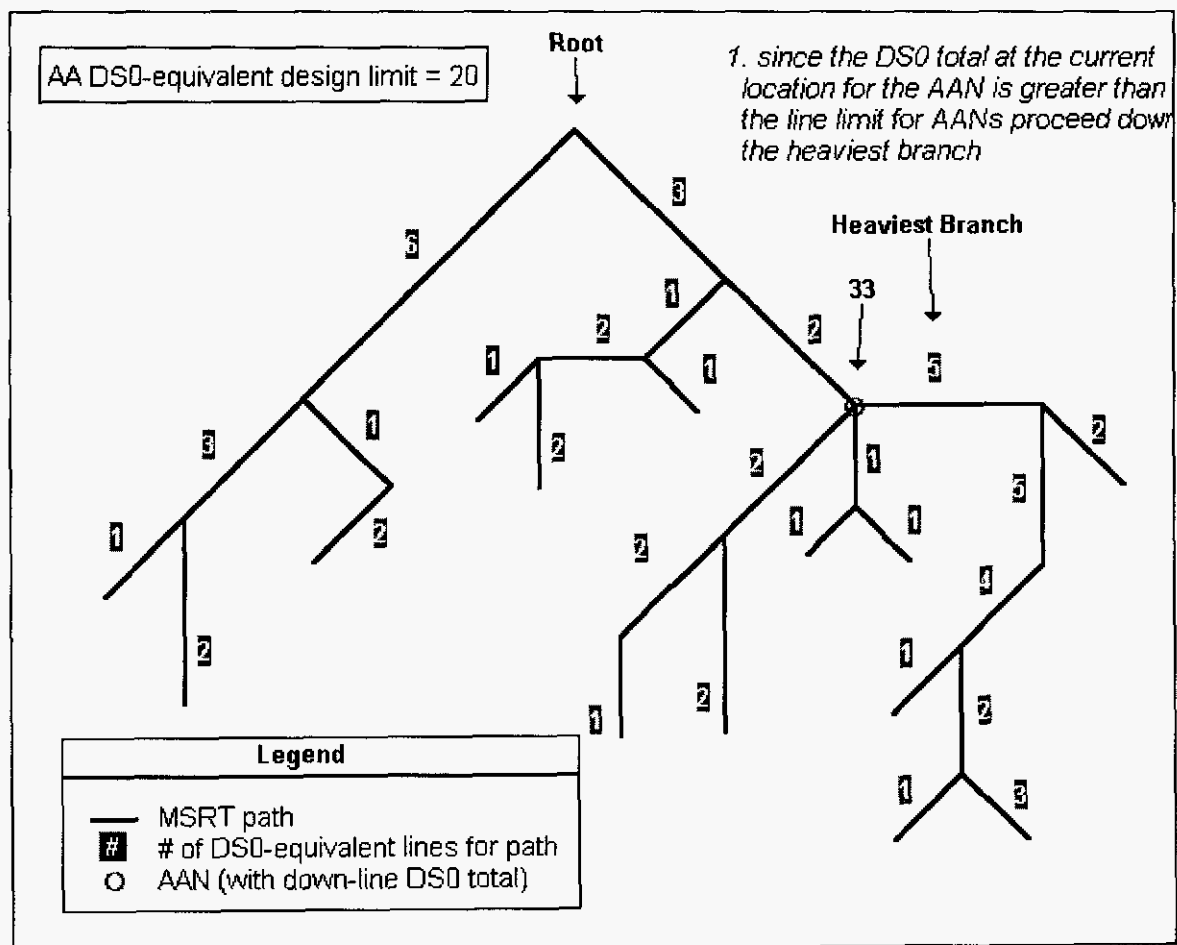 Root
AA DS0-equivalent design limit = 20
1. since the DS0 total at the current
location for the AAN is greater than
the line limit for AANs proceed down
the heaviest branch
3
Heaviest Branch
6
33
1
2
2
5
1
1
1
2
3
2
2
1
5
1
2
2
1
1
2
4
1
2
1
2
1
2
1
3
Legend
MSRT path
# # of DS0-equivalent lines for path
AAN (with down-line DS0 total)